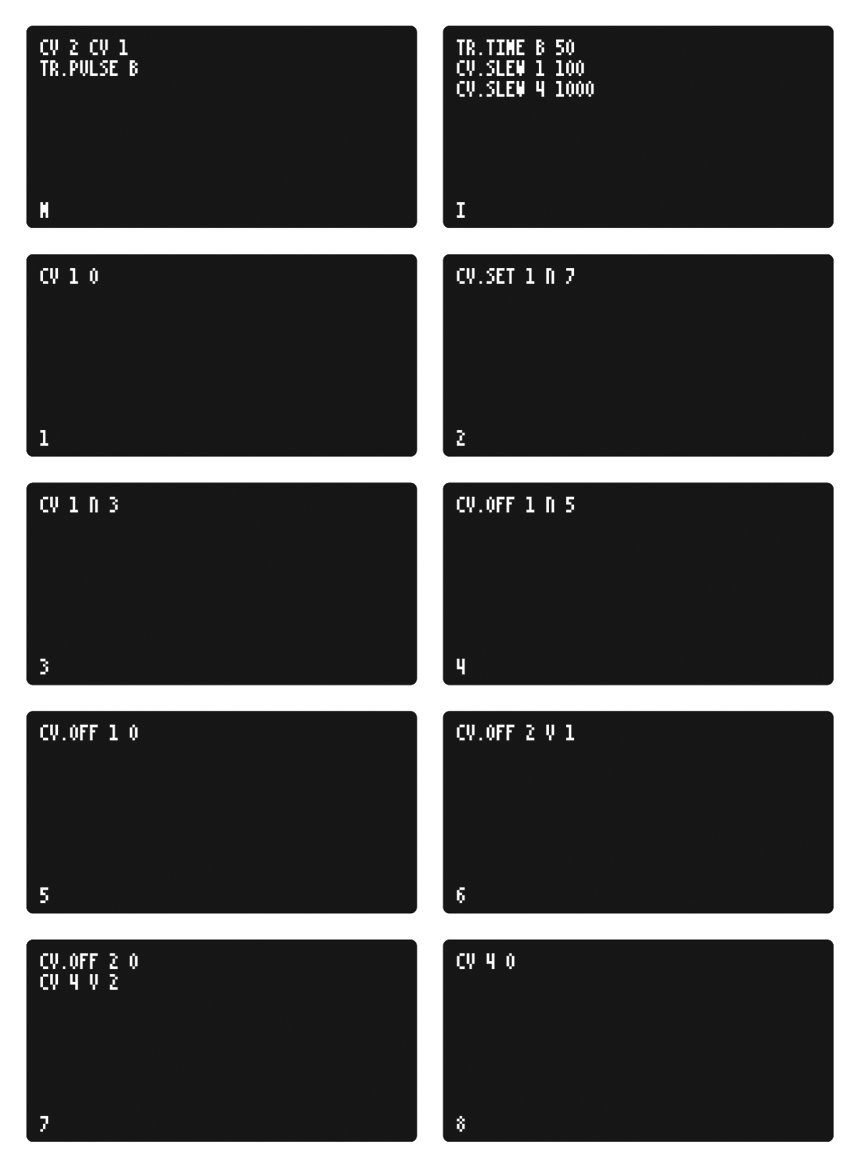 CV 2 CV 1
TR.PULSE B
M
TR.TIME B 50
CV.SLEW 1 100
CV.SLEW 4 1000
I
CV 1 0
1
CV.SET 1 N 7
2
CV 1 N 3
3
CV.OFF 1 N 5
4
CV.OFF 1 0
5
CV.OFF 2 V 1
6
CV.OFF 2 0
CV 4 V 2
7
CV 4 0
8